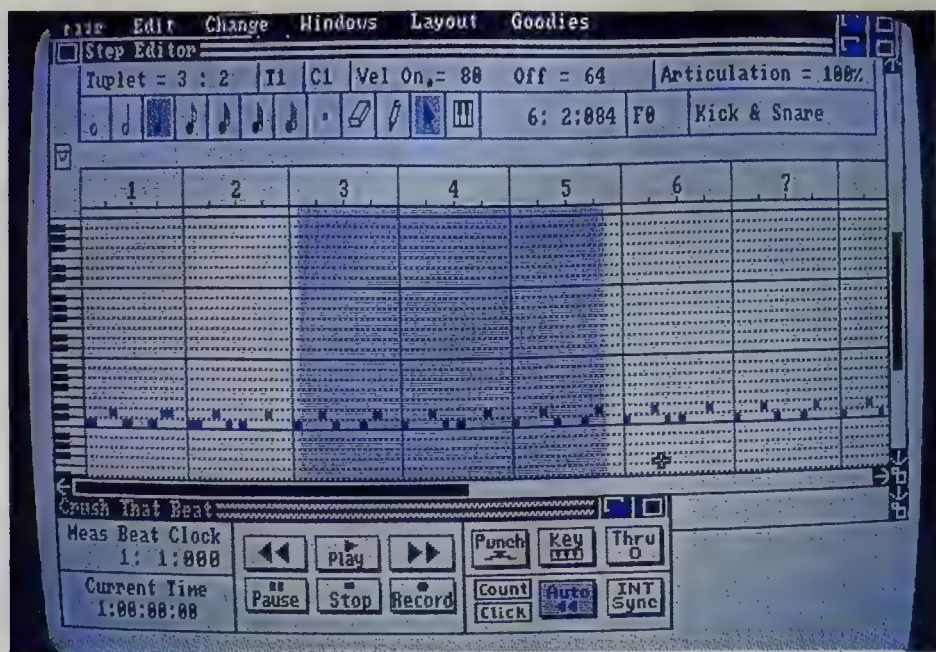 Edit Change Windows Layout Goodies
Step Editor
Tuplet = 3 : 2 T1 C1 Vel On = 80 Off = 64 Articulation = 100%
6: 2:084 F0 Kick & Snare
1 2 3 4 5 6 7
Crush That Beat
Meas Beat Clock
1: 1:000
Play
Punch Key Thru
Current Time
1:00:00:00
Pause Stop Record
Count Auto INT
Click Sync